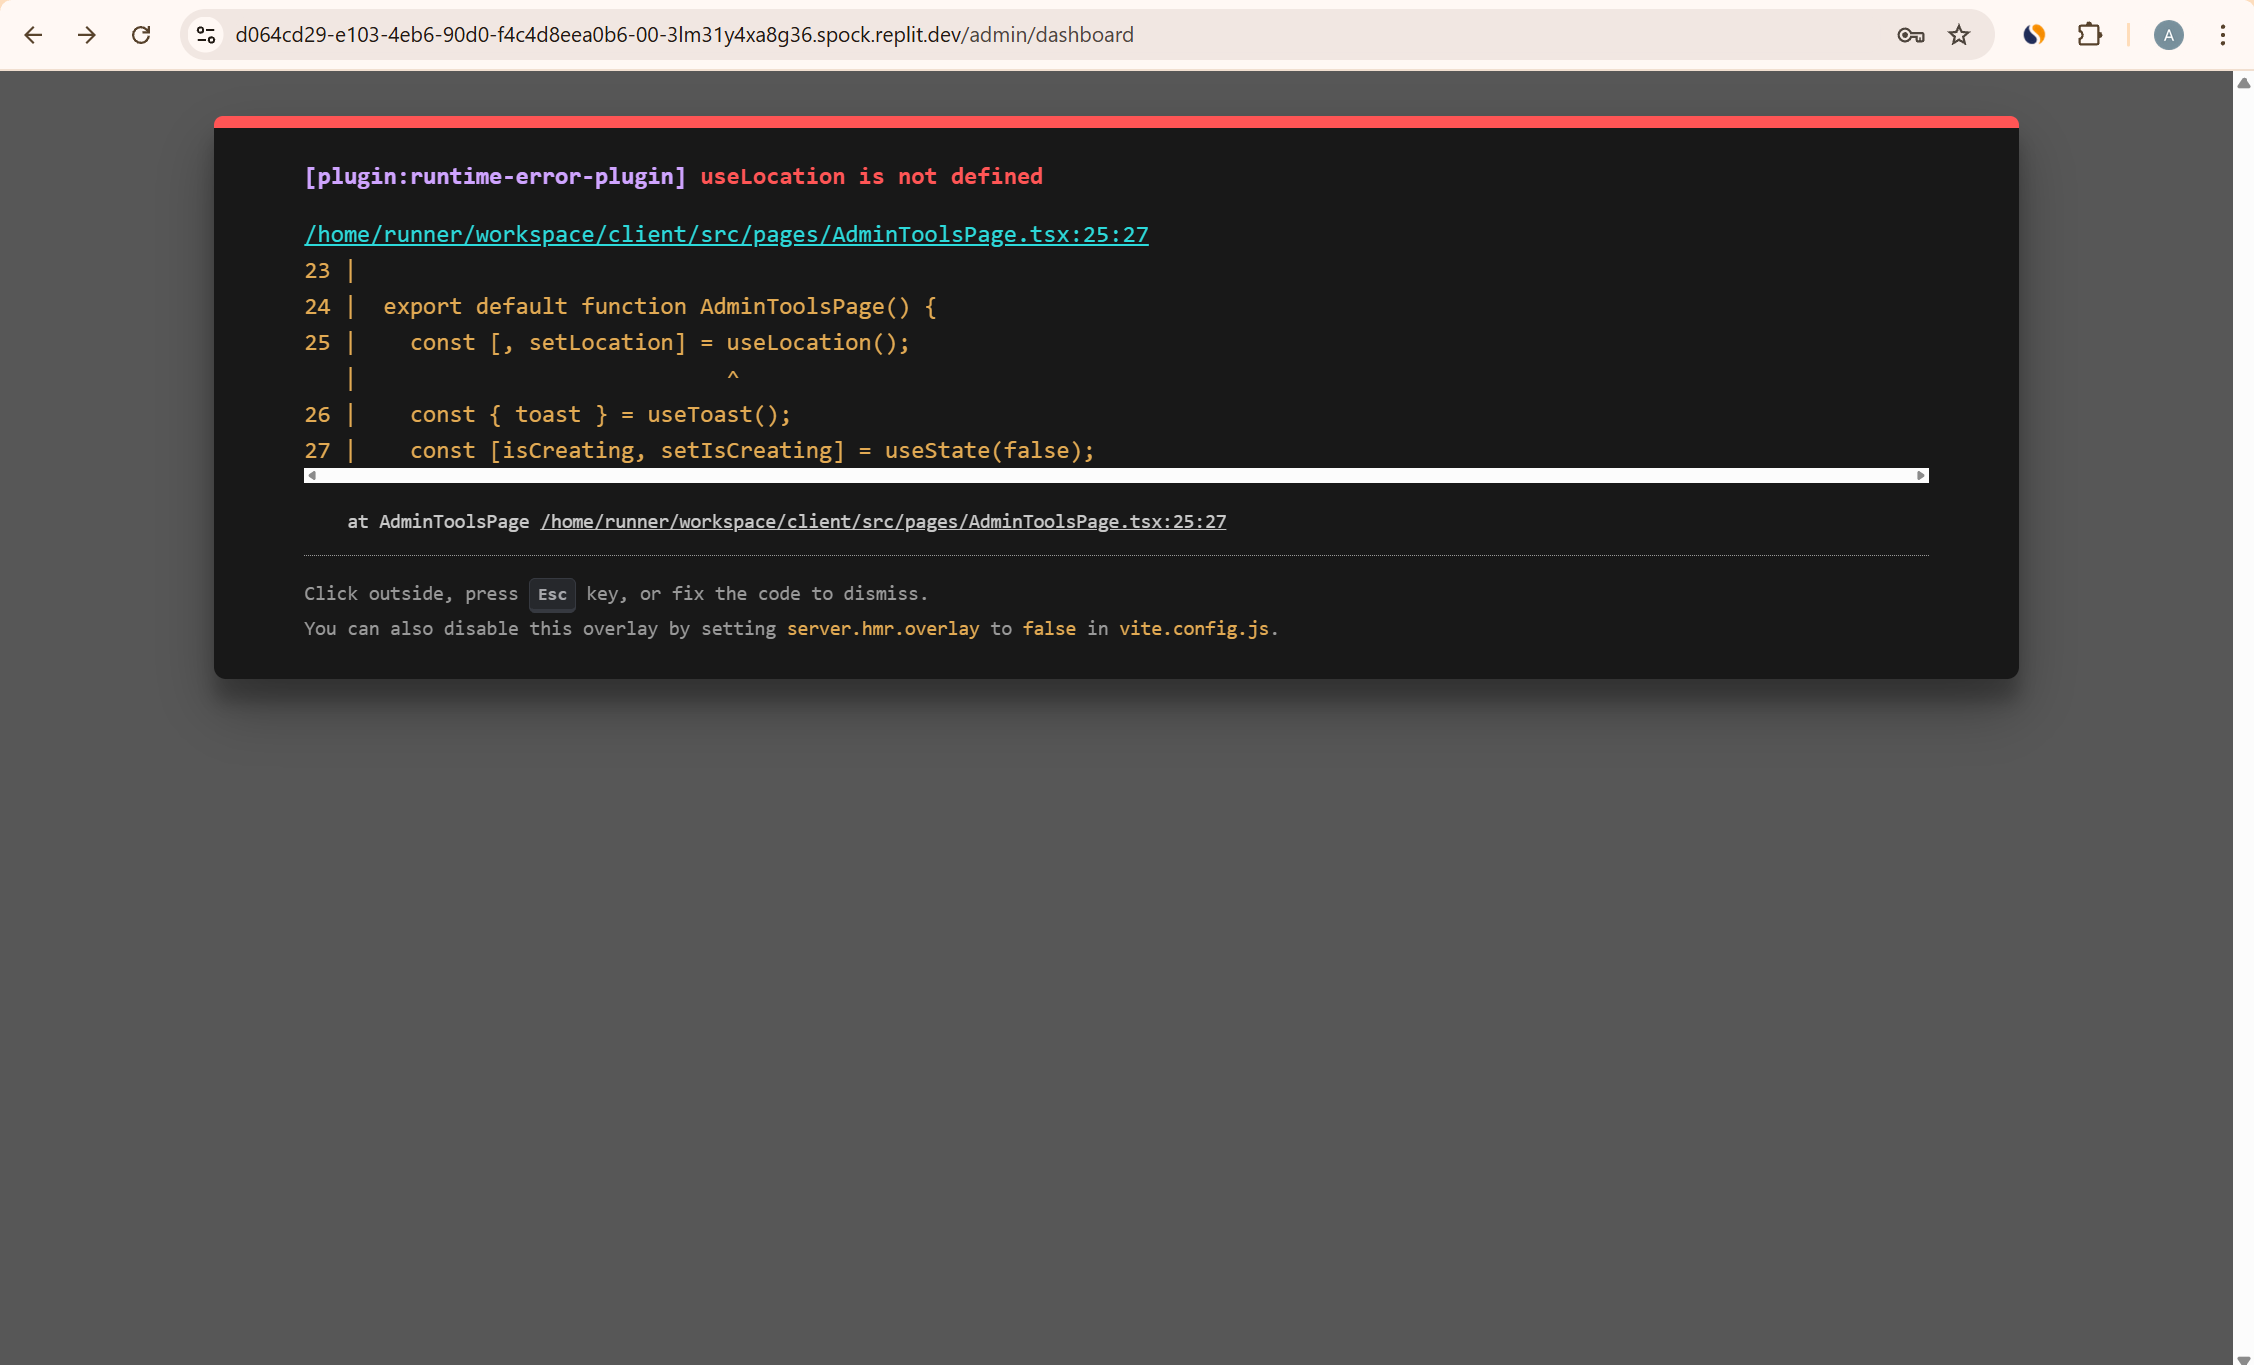 d064cd29-e103-4eb6-90d0-f4c4d8eea0b6-00-3lm31y4xa8g36.spock.replit.dev/admin/dashboard
A
[plugin:runtime-error-plugin] useLocation is not defined
/home/runner/workspace/client/src/pages/AdminToolsPage.tsx:25:27
23 |
24 |  export default function AdminToolsPage() {
25 |    const [, setLocation] = useLocation();
   |                            ^
26 |    const { toast } = useToast();
27 |    const [isCreating, setIsCreating] = useState(false);
at AdminToolsPage /home/runner/workspace/client/src/pages/AdminToolsPage.tsx:25:27
Click outside, press Esc key, or fix the code to dismiss.
You can also disable this overlay by setting server.hmr.overlay to false in vite.config.js.